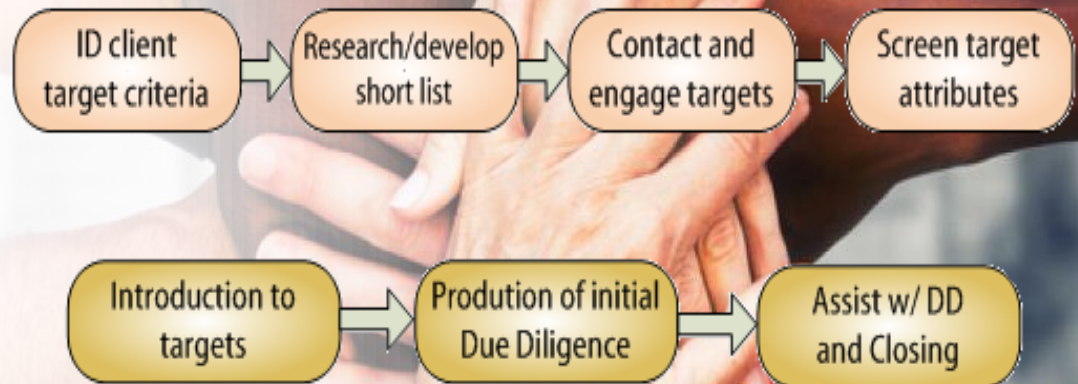 ID client
target criteria
Research/develop
short list
Contact and
engage targets
Screen target
attributes
Introduction to
targets
Prodution of initial
Due Diligence
Assist w/ DD
and Closing